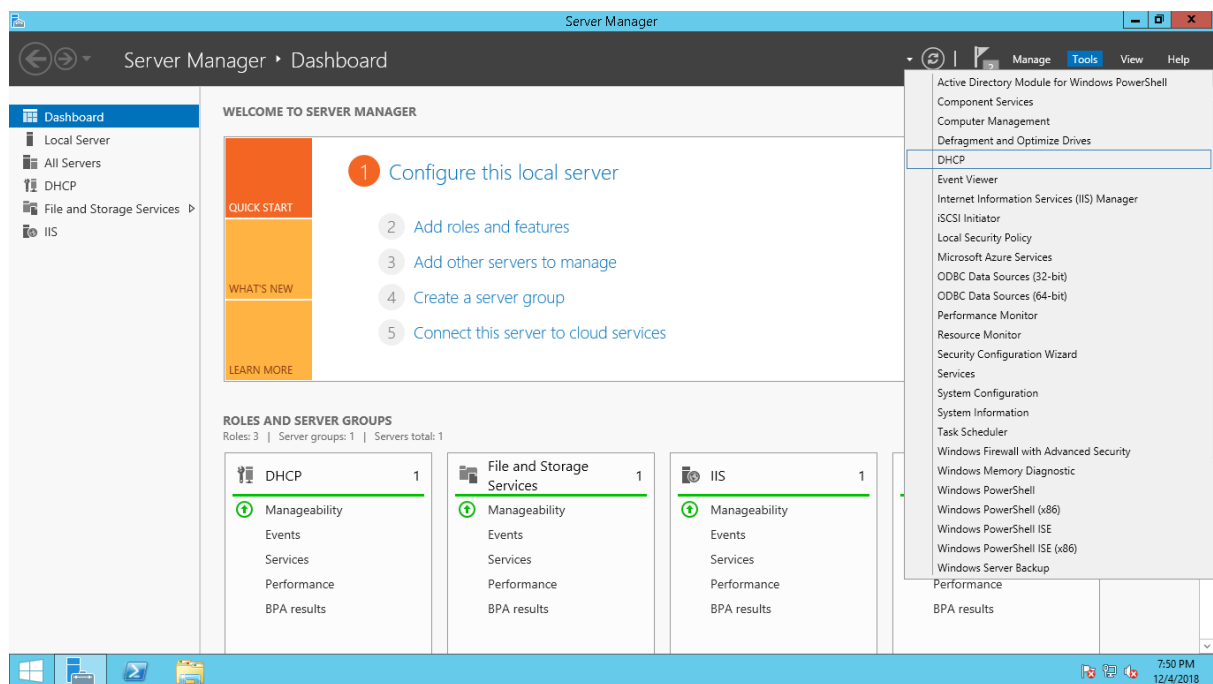 Server Manager
Server Manager • Dashboard
2
Manage
Tools
View
Help
Dashboard
Local Server
All Servers
DHCP
File and Storage Services
IIS
WELCOME TO SERVER MANAGER
QUICK START
WHAT'S NEW
LEARN MORE
1 Configure this local server
2 Add roles and features
3 Add other servers to manage
4 Create a server group
5 Connect this server to cloud services
ROLES AND SERVER GROUPS
Roles: 3 | Server groups: 1 | Servers total: 1
DHCP 1
Manageability
Events
Services
Performance
BPA results
File and Storage
Services 1
Manageability
Events
Services
Performance
BPA results
IIS 1
Manageability
Events
Services
Performance
BPA results
Performance
BPA results
Active Directory Module for Windows PowerShell
Component Services
Computer Management
Defragment and Optimize Drives
DHCP
Event Viewer
Internet Information Services (IIS) Manager
iSCSI Initiator
Local Security Policy
Microsoft Azure Services
ODBC Data Sources (32-bit)
ODBC Data Sources (64-bit)
Performance Monitor
Resource Monitor
Security Configuration Wizard
Services
System Configuration
System Information
Task Scheduler
Windows Firewall with Advanced Security
Windows Memory Diagnostic
Windows PowerShell
Windows PowerShell (x86)
Windows PowerShell ISE
Windows PowerShell ISE (x86)
Windows Server Backup
7:50 PM
12/4/2018